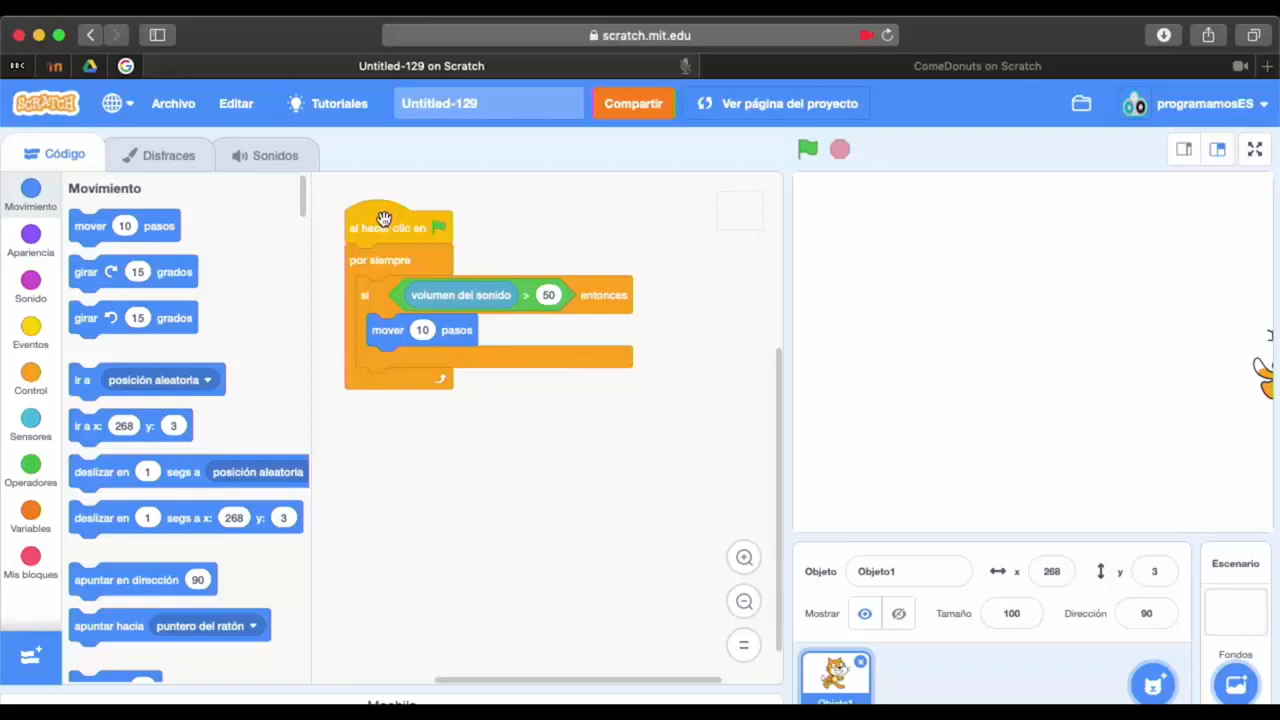 scratch.mit.edu
Untitled-129 on Scratch
ComeDonuts on Scratch
SCRATCH
Archivo
Editar
Tutoriales
Untitled-129
Compartir
Ver página del proyecto
programamosES
Código
Disfraces
Sonidos
Movimiento
Apariencia
Sonido
Eventos
Control
Sensores
Operadores
Variables
Mis bloques
Movimiento
mover 10 pasos
girar 15 grados
girar 15 grados
ir a posición aleatoria
ir a x: 268 y: 3
deslizar en 1 segs a posición aleatoria
deslizar en 1 segs a x: 268 y: 3
apuntar en dirección 90
apuntar hacia puntero del ratón
al hacer clic en
por siempre
si volumen del sonido > 50 entonces
mover 10 pasos
Objeto Objeto1 x 268 y 3
Mostrar Tamaño 100 Dirección 90
Objeto1
Escenario
Fondos